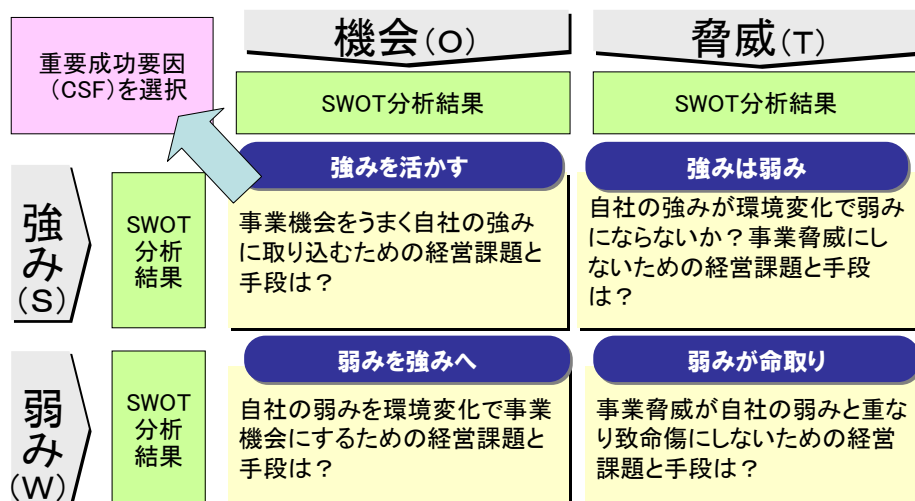 重要成功要因
(CSF)を選択
機会(O)
脅威(T)
SWOT分析結果
SWOT分析結果
強み
(S)
SWOT
分析
結果
強みを活かす
事業機会をうまく自社の強み
に取り込むための経営課題と
手段は?
強みは弱み
自社の強みが環境変化で弱み
にならないか?事業脅威にし
ないための経営課題と手段
は?
弱み
(W)
SWOT
分析
結果
弱みを強みへ
自社の弱みを環境変化で事業
機会にするための経営課題と
手段は?
弱みが命取り
事業脅威が自社の弱みと重な
り致命傷にしないための経営
課題と手段は?